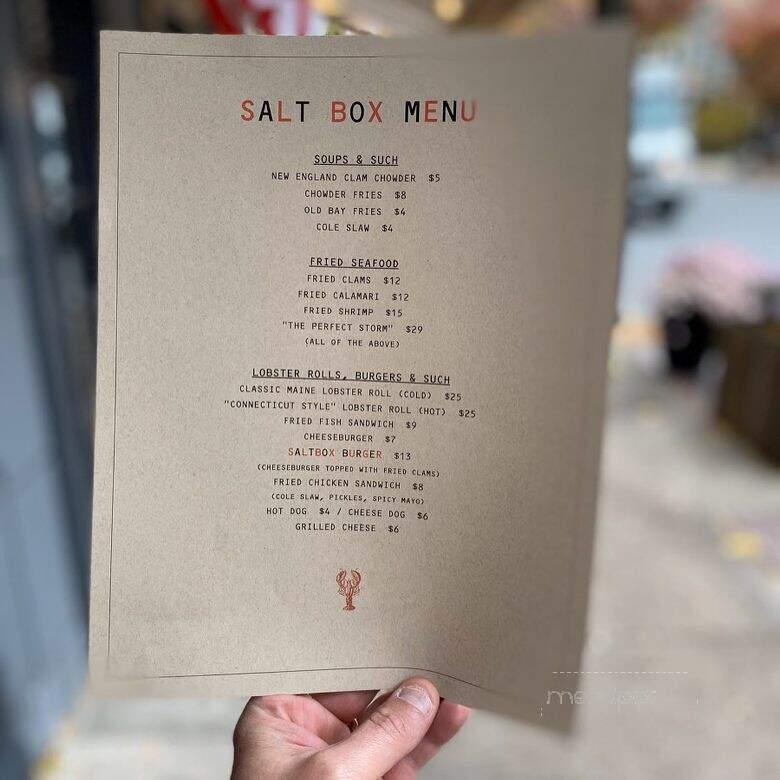 SALT BOX MENU
SOUPS & SUCH
NEW ENGLAND CLAM CHOWDER $5
CHOWDER FRIES $8
OLD BAY FRIES $4
COLE SLAW $4
FRIED SEAFOOD
FRIED CLAMS $12
FRIED CALAMARI $12
FRIED SHRIMP $15
"THE PERFECT STORM" $29
(ALL OF THE ABOVE)
LOBSTER ROLLS, BURGERS & SUCH
CLASSIC MAINE LOBSTER ROLL (COLD) $25
"CONNECTICUT STYLE" LOBSTER ROLL (HOT) $25
FRIED FISH SANDWICH $9
CHEESEBURGER $7
SALTBOX BURGER $13
(CHEESEBURGER TOPPED WITH FRIED CLAMS)
FRIED CHICKEN SANDWICH $8
(COLE SLAW, PICKLES, SPICY MAYO)
HOT DOG $4 / CHEESE DOG $6
GRILLED CHEESE $6